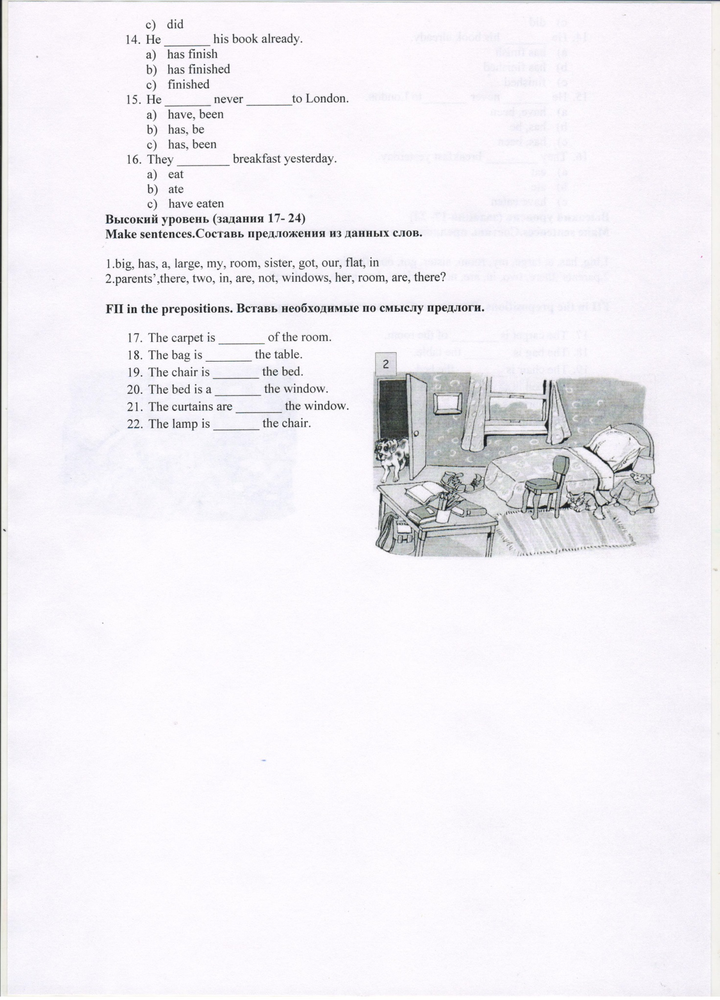 c) did
14. He _______ his book already.
a) has finish
b) has finished
c) finished
15. He _______ never _______to London.
a) have, been
b) has, be
c) has, been
16. They ________ breakfast yesterday.
a) eat
b) ate
c) have eaten
Высокий уровень (задания 17- 24)
Make sentences.Составь предложения из данных слов.
1.big, has, a, large, my, room, sister, got, our, flat, in
2.parents’,there, two, in, are, not, windows, her, room, are, there?
FII in the prepositions. Вставь необходимые по смыслу предлоги.
17. The carpet is _______ of the room.
18. The bag is _______ the table.
19. The chair is _______ the bed.
20. The bed is a _______ the window.
21. The curtains are _______ the window.
22. The lamp is _______ the chair.
2